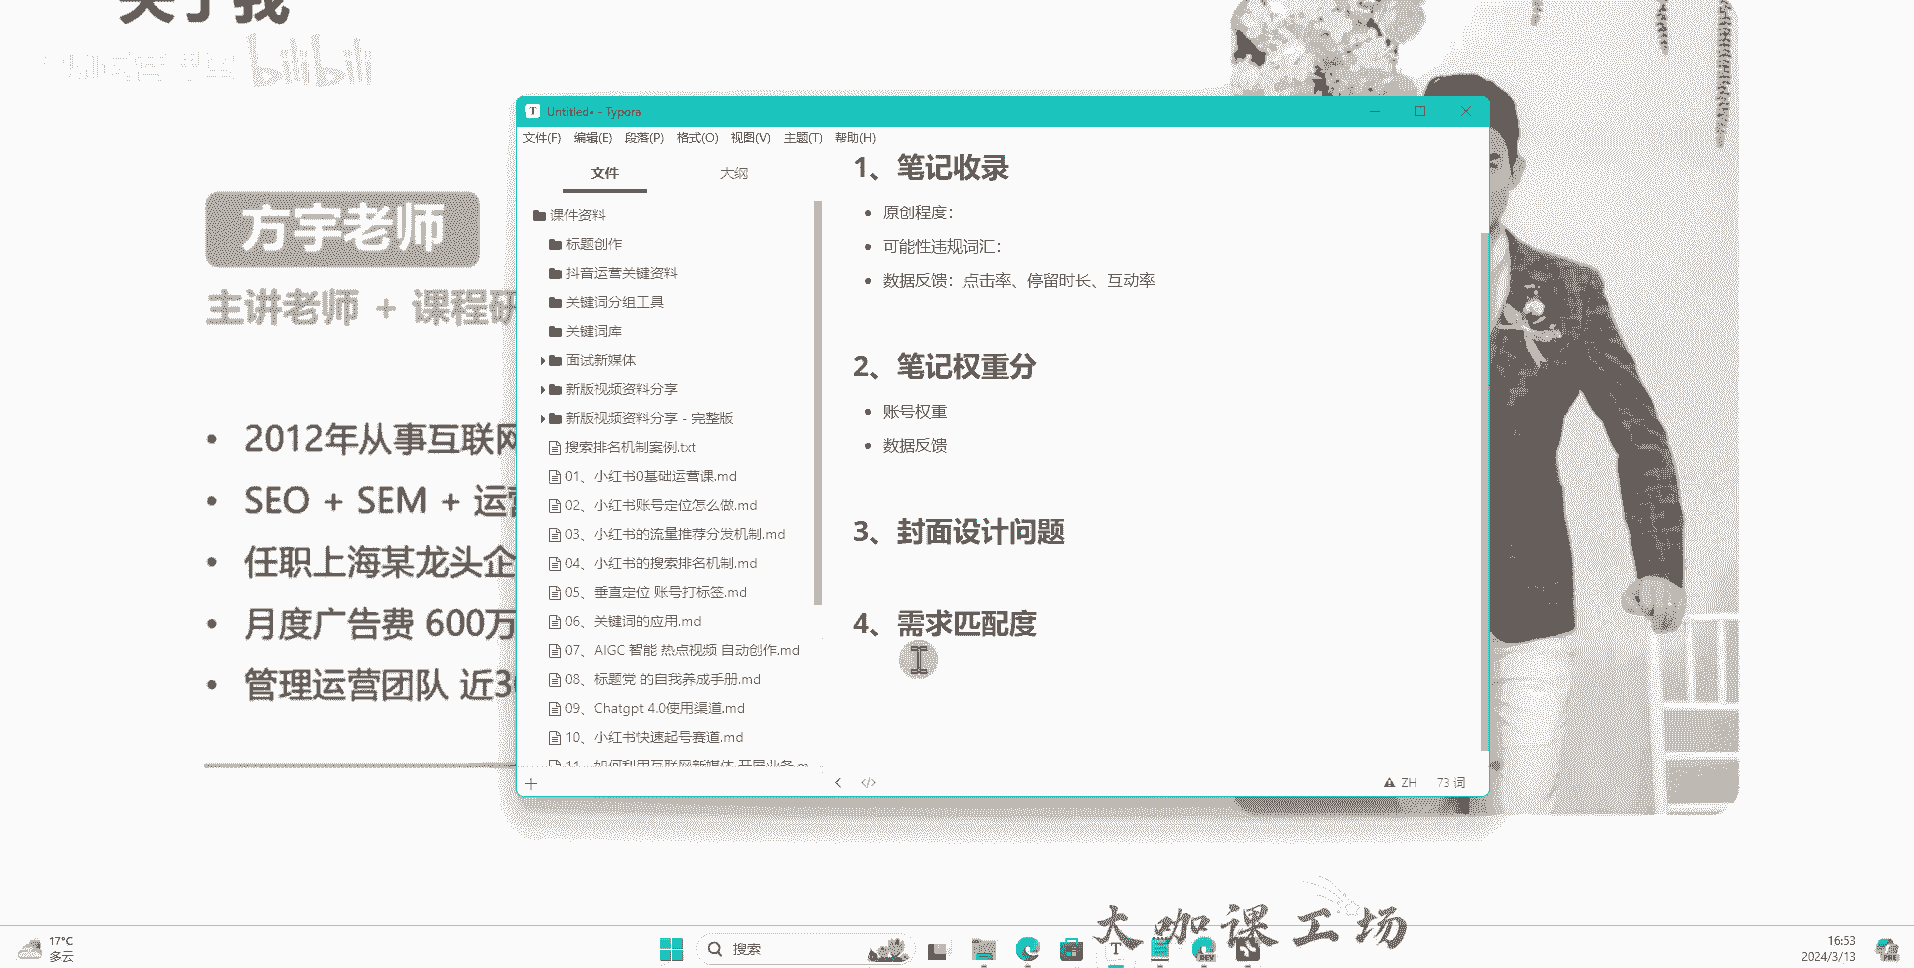 关于我
bilibili
方宇老师
主讲老师 + 课程研
2012年从事互联网
SEO + SEM + 运营
任职上海某龙头企
月度广告费 600万
管理运营团队 近30
Untitled• - Typora
文件(F) 编辑(E) 段落(P) 格式(O) 视图(V) 主题(T) 帮助(H)
文件 大纲
课件资料
标题创作
抖音运营关键资料
关键词分组工具
关键词库
面试新媒体
新版视频资料分享
新版视频资料分享 - 完整版
搜索排名机制案例.txt
01、小红书0基础运营课.md
02、小红书账号定位怎么做.md
03、小红书的流量推荐分发机制.md
04、小红书的搜索排名机制.md
05、垂直定位 账号打标签.md
06、关键词的应用.md
07、AIGC 智能 热点视频 自动创作.md
08、标题党 的自我养成手册.md
09、Chatgpt 4.0使用渠道.md
10、小红书快速起号赛道.md
11、如何利用互联网新媒体 开展业务.m
1、笔记收录
原创程度：
可能性违规词汇：
数据反馈：点击率、停留时长、互动率
2、笔记权重分
账号权重
数据反馈
3、封面设计问题
4、需求匹配度
ZH 73 词
大咖课工场
17°C
多云
搜索
16:53
2024/3/13